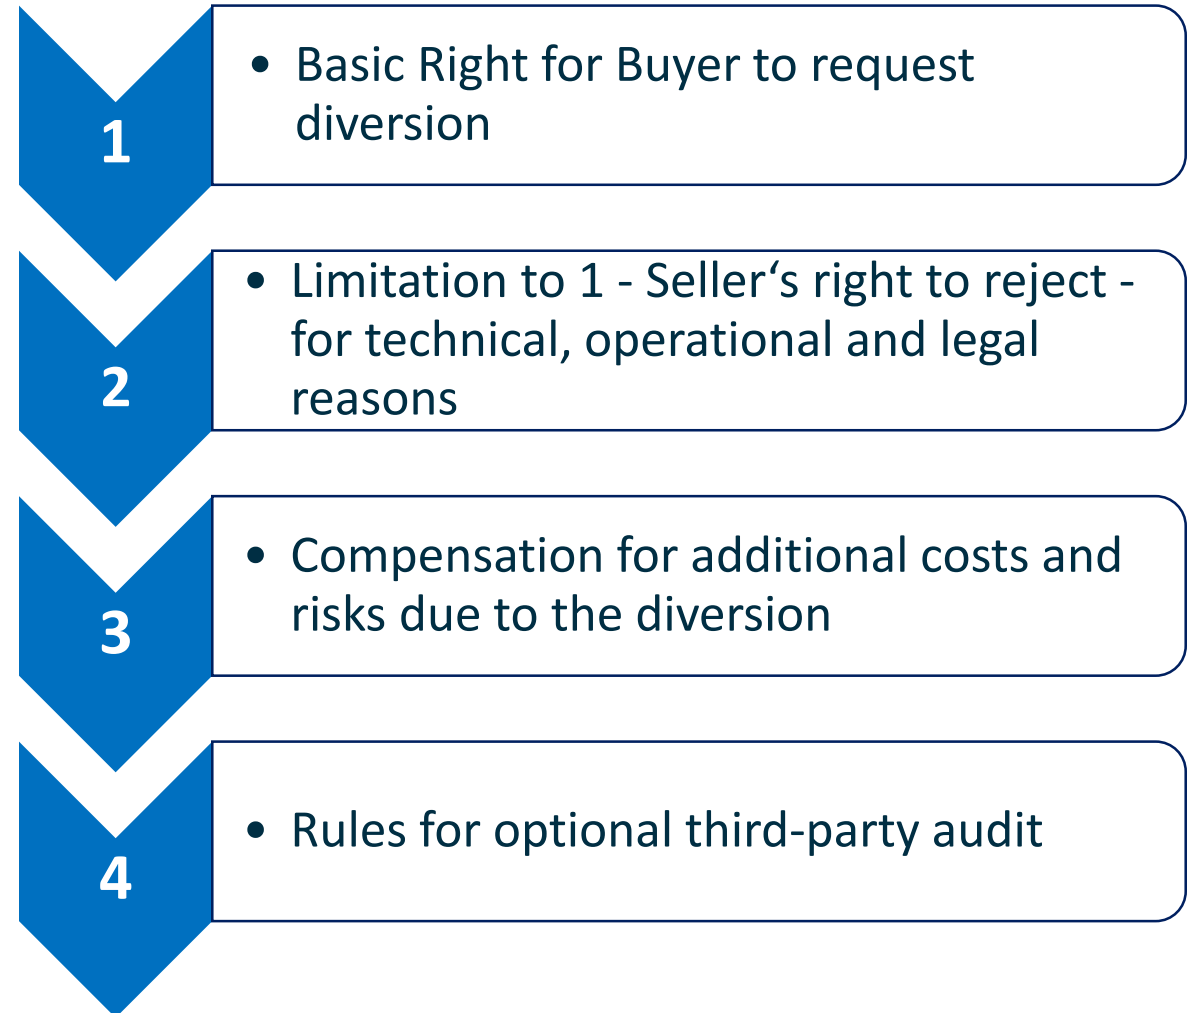 1
• Basic Right for Buyer to request
diversion
2
• Limitation to 1 - Seller‘s right to reject -
for technical, operational and legal
reasons
3
• Compensation for additional costs and
risks due to the diversion
4
• Rules for optional third-party audit